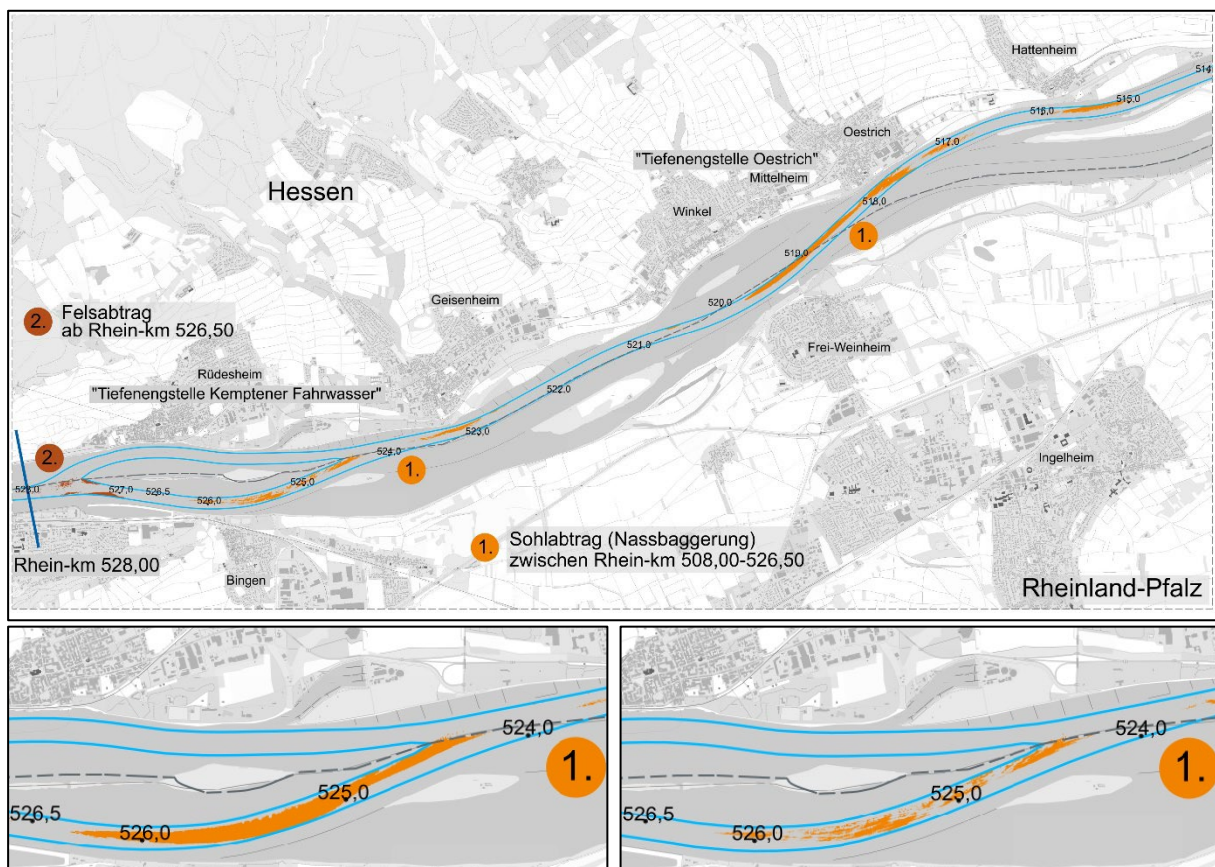 Hattenheim
514
515,0
516,0
Oestrich
517,0
"Tiefenengstelle Oestrich"
Mittelheim
Hessen
Winkel
518,0
1.
519,0
Geisenheim
520,0
2.
Felsabtrag
ab Rhein-km 526,50
521,0
Frei-Weinheim
Rüdesheim
522,0
"Tiefenengstelle Kemptener Fahrwasser"
523,0
524,0
Ingelheim
2.
1.
525,0
528,0
527,0
526,5
526,0
1.
Sohlabtrag (Nassbaggerung)
zwischen Rhein-km 508,00-526,50
Rhein-km 528,00
Bingen
Rheinland-Pfalz
524,0
1.
525,0
526,5
526,0
524,0
1.
525,0
526,5
526,0